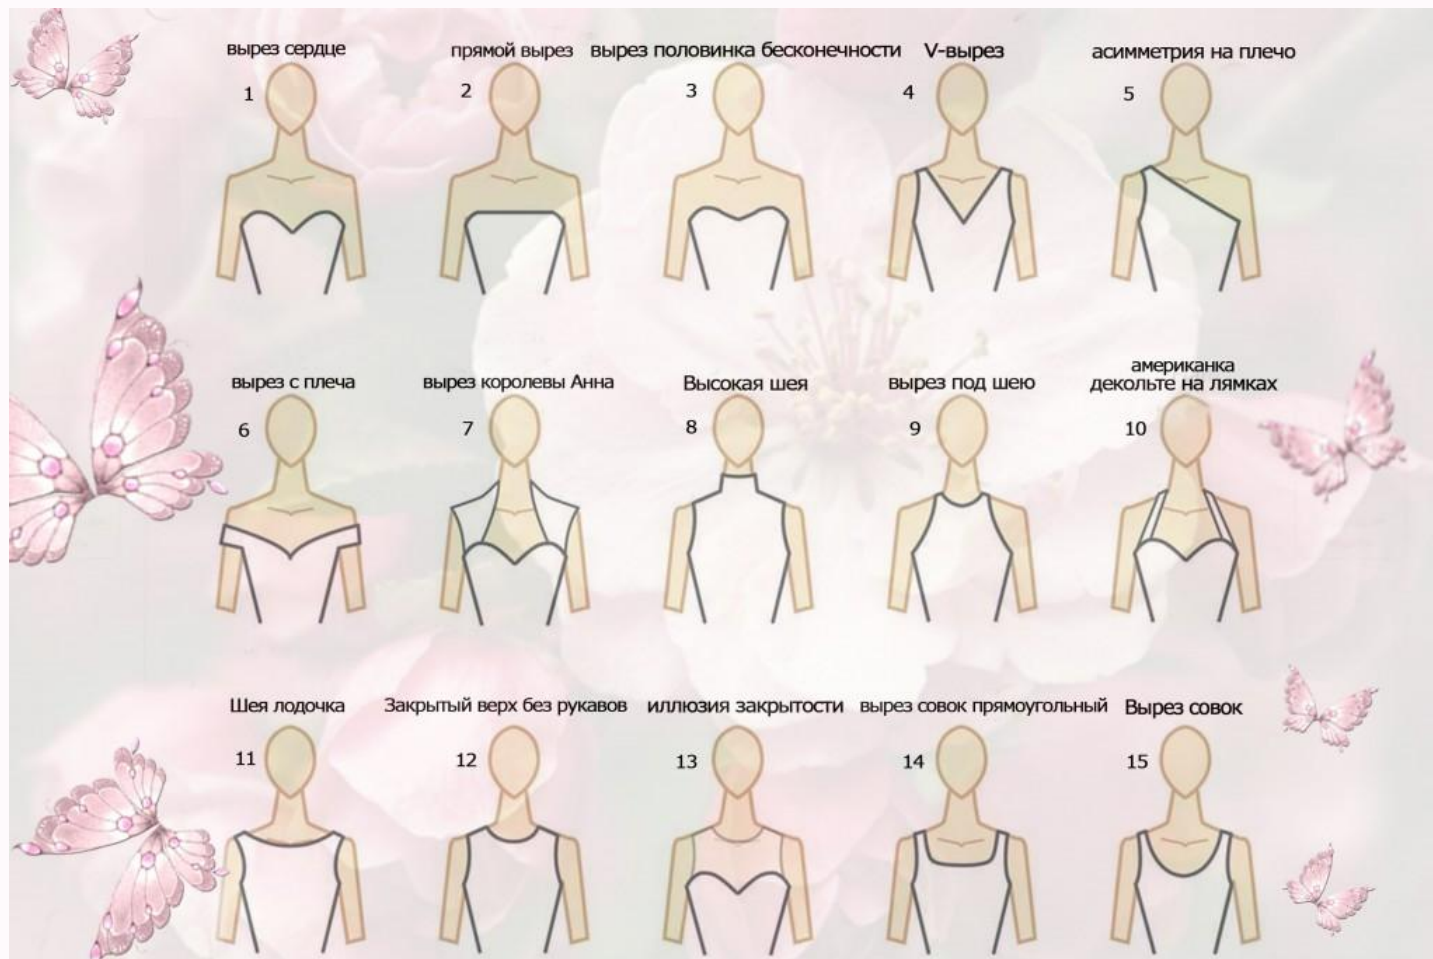 вырез сердце
прямой вырез
вырез половинка бесконечности
V-вырез
асимметрия на плечо
1
2
3
4
5
вырез с плеча
вырез королевы Анна
Высокая шея
вырез под шею
американка
декольте на лямках
6
7
8
9
10
Шея лодочка
Закрытый верх без рукавов
иллюзия закрытости
вырез совок прямоугольный
Вырез совок
11
12
13
14
15